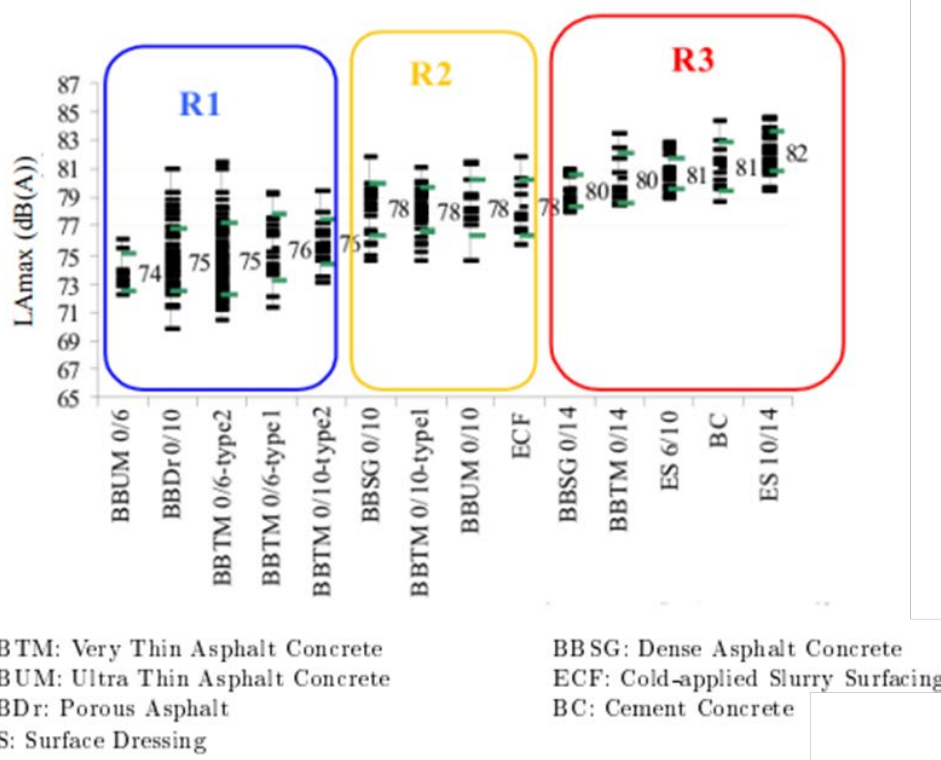 R1
R2
R3
87
85
83
81
79
77
75
73
71
69
67
65
LAmax (dB(A))
74
75
75
76
76
78
78
78
78
80
80
81
81
82
BBUM 0/6
BBDr 0/10
BBTM 0/6-type2
BBTM 0/6-type1
BBTM 0/10-type2
BBSG 0/10
BBTM 0/10-type1
BBUM 0/10
ECF
BBSG 0/14
BBTM 0/14
ES 6/10
BC
ES 10/14
BTM: Very Thin Asphalt Concrete
BUM: Ultra Thin Asphalt Concrete
BDr: Porous Asphalt
S: Surface Dressing
BBSG: Dense Asphalt Concrete
ECF: Cold-applied Slurry Surfacing
BC: Cement Concrete